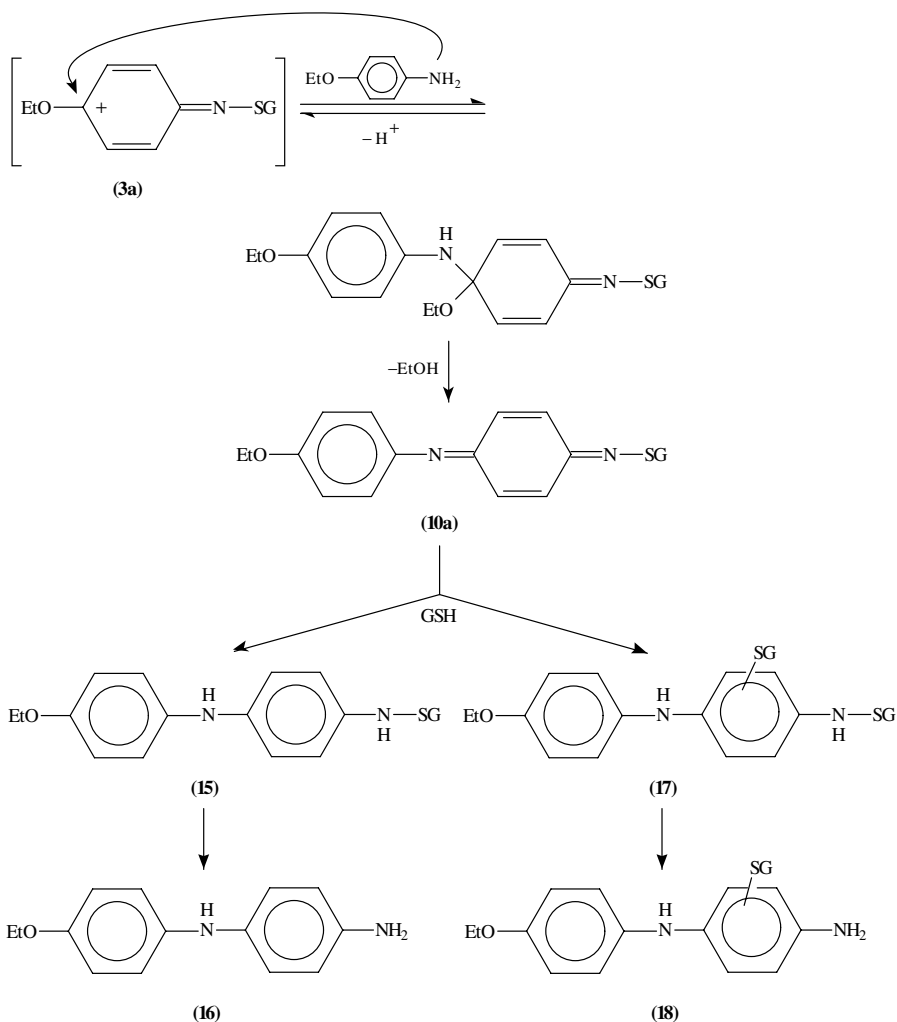 EtO NH2
EtO + N SG
– H+
(3a)
H
EtO N
N SG
EtO
–EtOH
EtO N N SG
(10a)
GSH
SG
H H
EtO N N SG EtO N N SG
H H
(15) (17)
SG
H H
EtO N NH2 EtO N NH2
(16) (18)